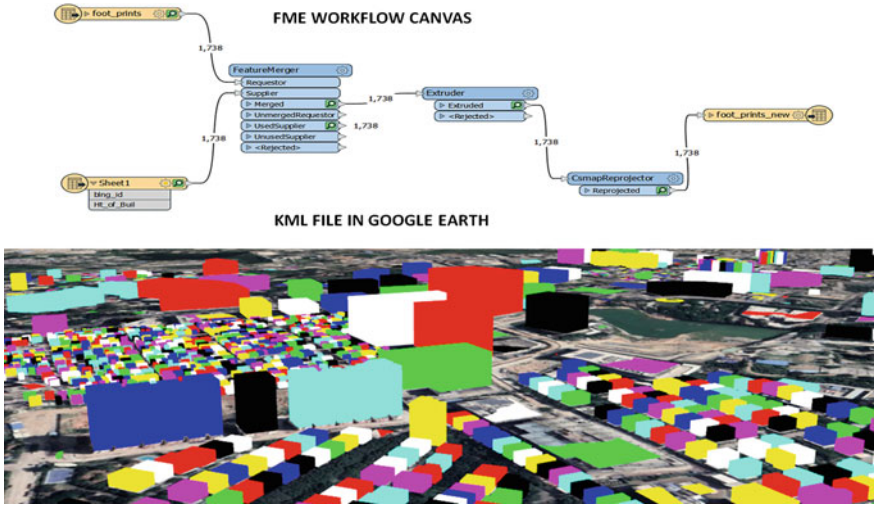 FME WORKFLOW CANVAS
foot_prints
1,738
FeatureMerger
Requestor
Supplier
Merged
UnmergedRequestor
UsedSupplier
UnusedSupplier
<Rejected>
1,738
1,738
1,738
Extruder
Extruded
<Rejected>
1,738
foot_prints_new
1,738
CsmapReprojector
Reprojected
Sheet1
blng_id
Ht_of_Buil
KML FILE IN GOOGLE EARTH